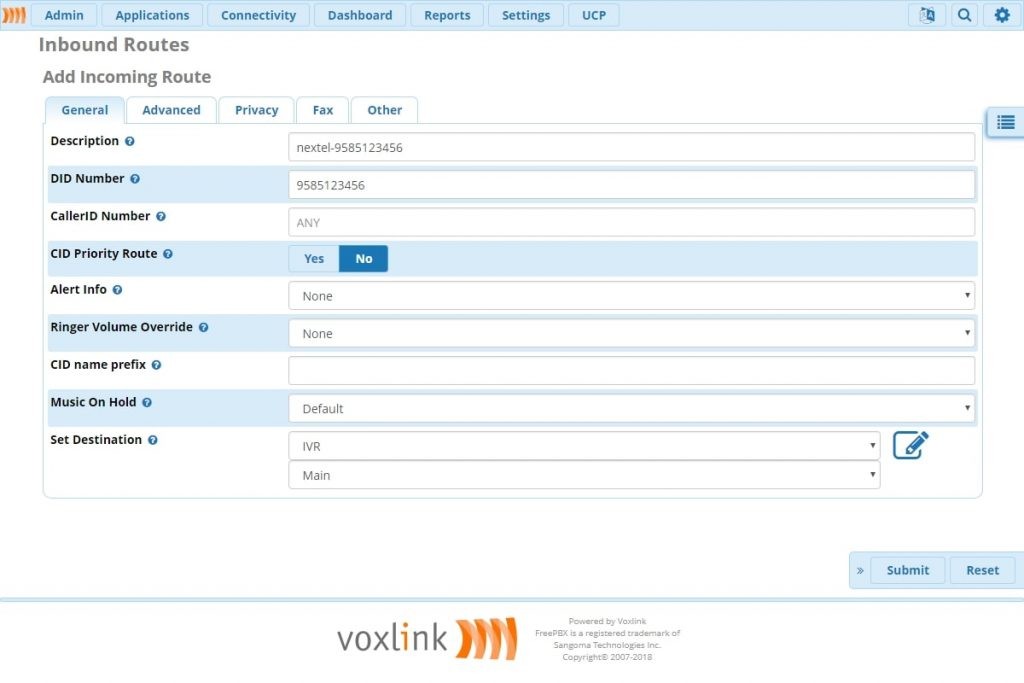 Admin Applications Connectivity Dashboard Reports Settings UCP
Inbound Routes
Add Incoming Route
General Advanced Privacy Fax Other
Description
nextel-9585123456
DID Number
9585123456
CallerID Number
ANY
CID Priority Route
Yes No
Alert Info
None
Ringer Volume Override
None
CID name prefix
Music On Hold
Default
Set Destination
IVR
Main
» Submit Reset
voxlink
Powered by Voxlink
FreePBX is a registered trademark of
Sangoma Technologies Inc.
Copyright© 2007-2018